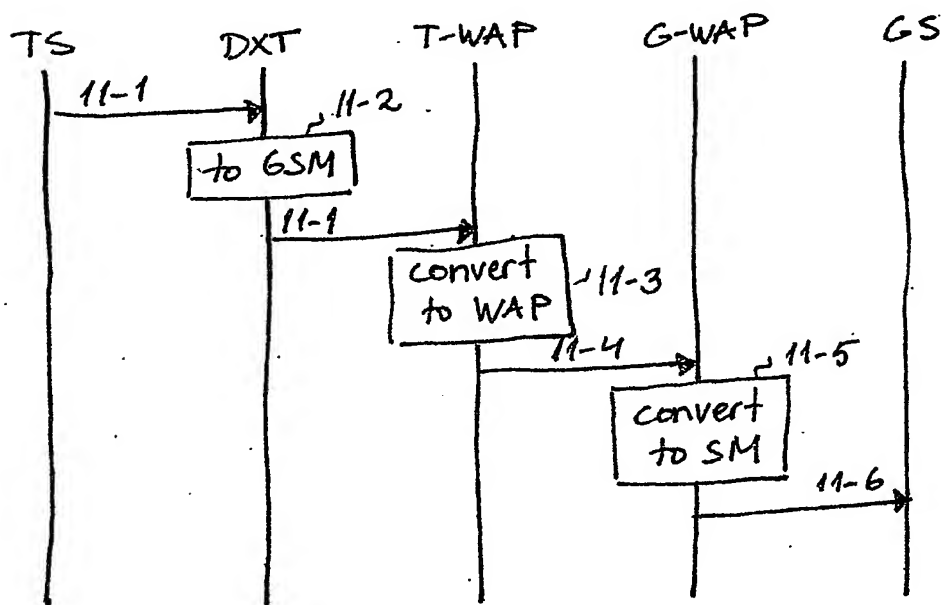 TS DXT T-WAP G-WAP GS
11-1
11-2
to GSM
11-1
convert
to WAP
11-3
11-4
11-5
convert
to SM
11-6